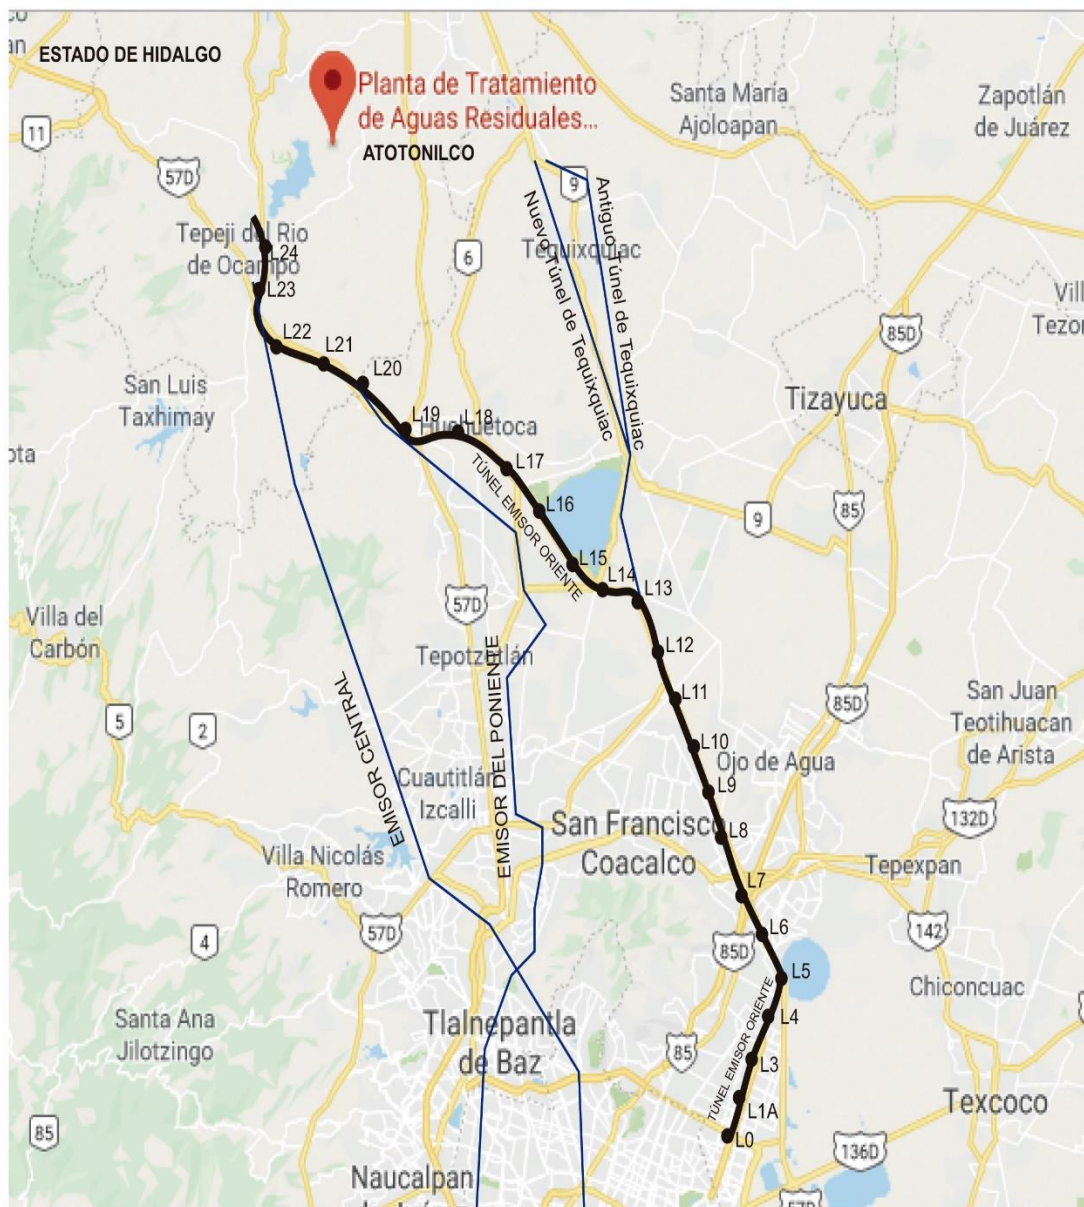 ESTADO DE HIDALGO
Planta de Tratamiento
de Aguas Residuales...
ATOTONILCO
Santa María
Ajoloapan
Zapotlán
de Juárez
11
57D
9
Tepeji del Rio
de Ocampo
L24
6
Tequixquiac
Nuevo Túnel de Tequixquiac
Antiguo Túnel de Tequixquiac
L23
L22
L21
L20
85D
San Luis
Taxhimay
Tizayuca
L19
Huehuetoca
L18
L17
TÚNEL EMISOR ORIENTE
L16
9
85
L15
L14
L13
57D
Villa del
Carbón
Tepotzotlán
L12
L11
85D
San Juan
Teotihuacan
de Arista
5
2
EMISOR CENTRAL
EMISOR DEL PONIENTE
L10
Ojo de Agua
Cuautitlán
Izcalli
L9
132D
San Francisco
Coacalco
L8
Villa Nicolás
Romero
Tepexpan
L7
57D
4
L6
85D
142
L5
Chiconcuac
Santa Ana
Jilotzingo
Tlalnepantla
de Baz
L4
85
L3
TÚNEL EMISOR ORIENTE
L1A
Texcoco
85
L0
136D
Naucalpan
57D